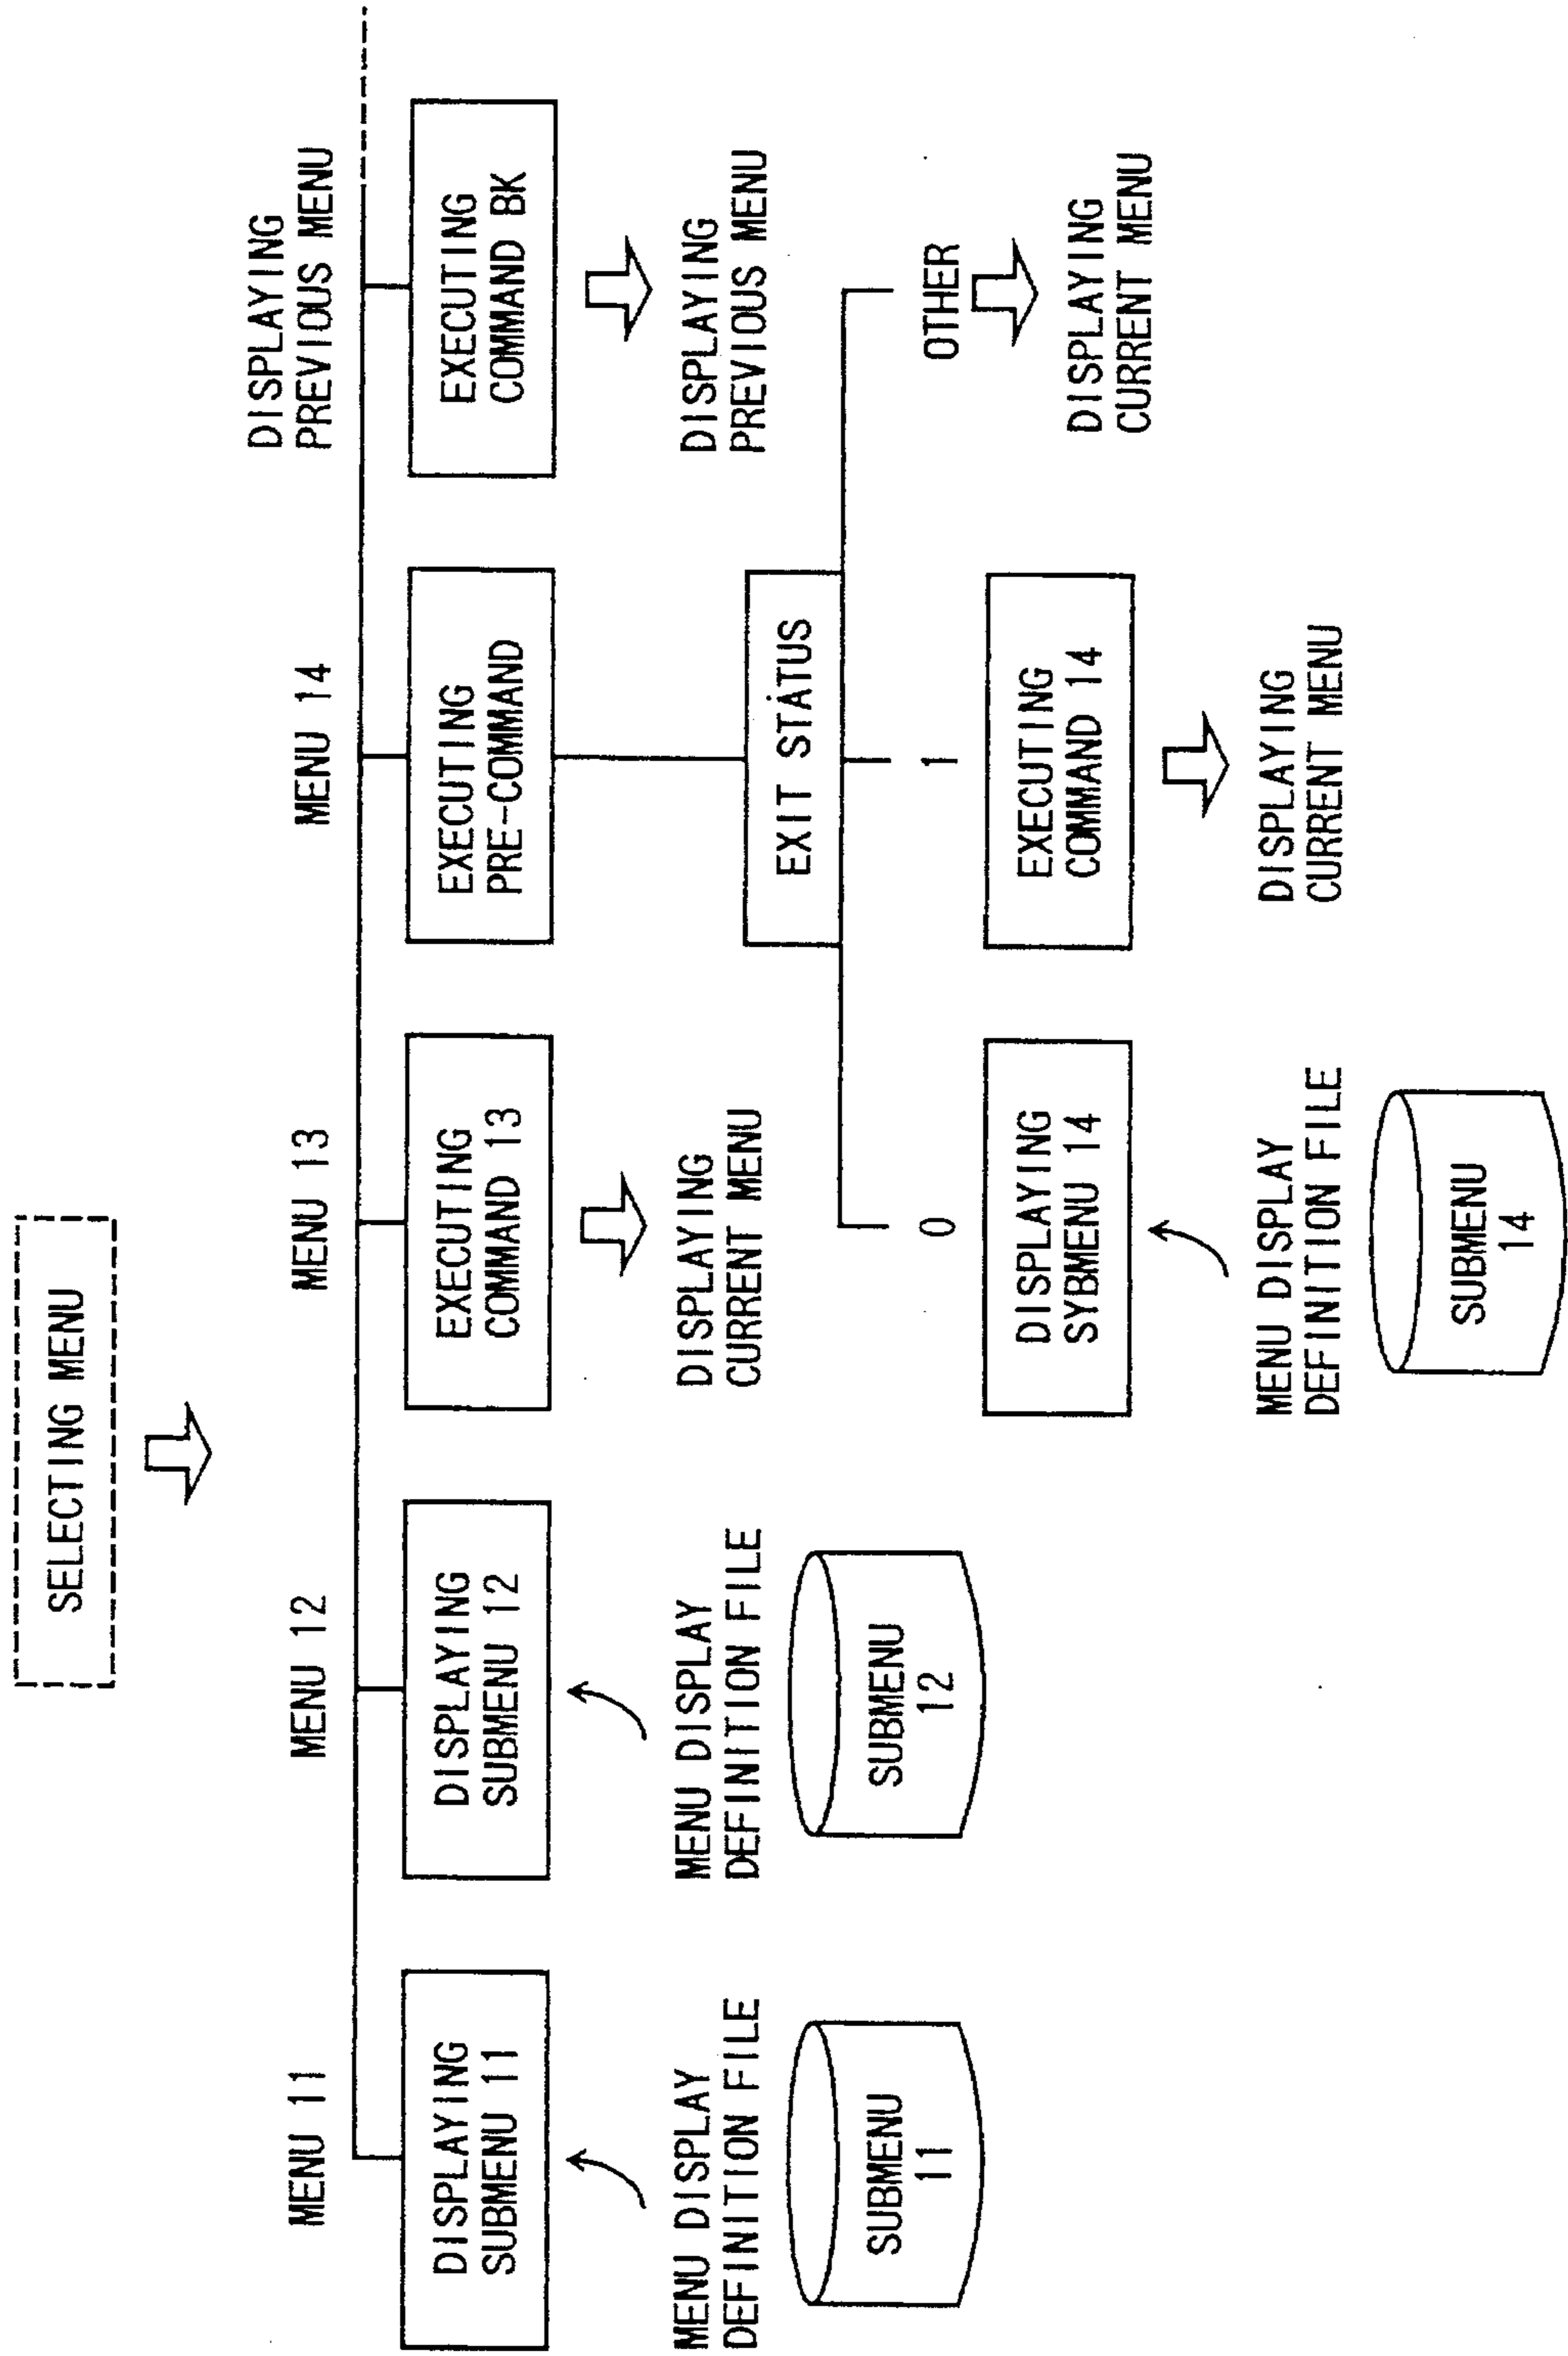 SELECTING MENU
MENU 11
MENU 12
MENU 13
MENU 14
DISPLAYING
PREVIOUS MENU
DISPLAYING
SUBMENU 11
DISPLAYING
SUBMENU 12
EXECUTING
COMMAND 13
EXECUTING
PRE-COMMAND
EXECUTING
COMMAND BK
MENU DISPLAY
DEFINITION FILE
MENU DISPLAY
DEFINITION FILE
DISPLAYING
CURRENT MENU
DISPLAYING
PREVIOUS MENU
SUBMENU
11
SUBMENU
12
EXIT STATUS
0
1
OTHER
DISPLAYING
SYBMENU 14
EXECUTING
COMMAND 14
DISPLAYING
CURRENT MENU
MENU DISPLAY
DEFINITION FILE
DISPLAYING
CURRENT MENU
SUBMENU
14